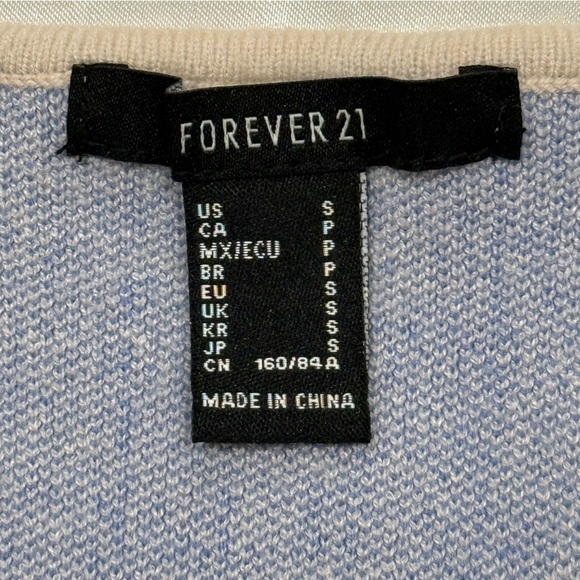 FOREVER 21
US S
CA P
MX/ECU P
BR P
EU S
UK S
KR S
JP S
CN 160/84A
MADE IN CHINA